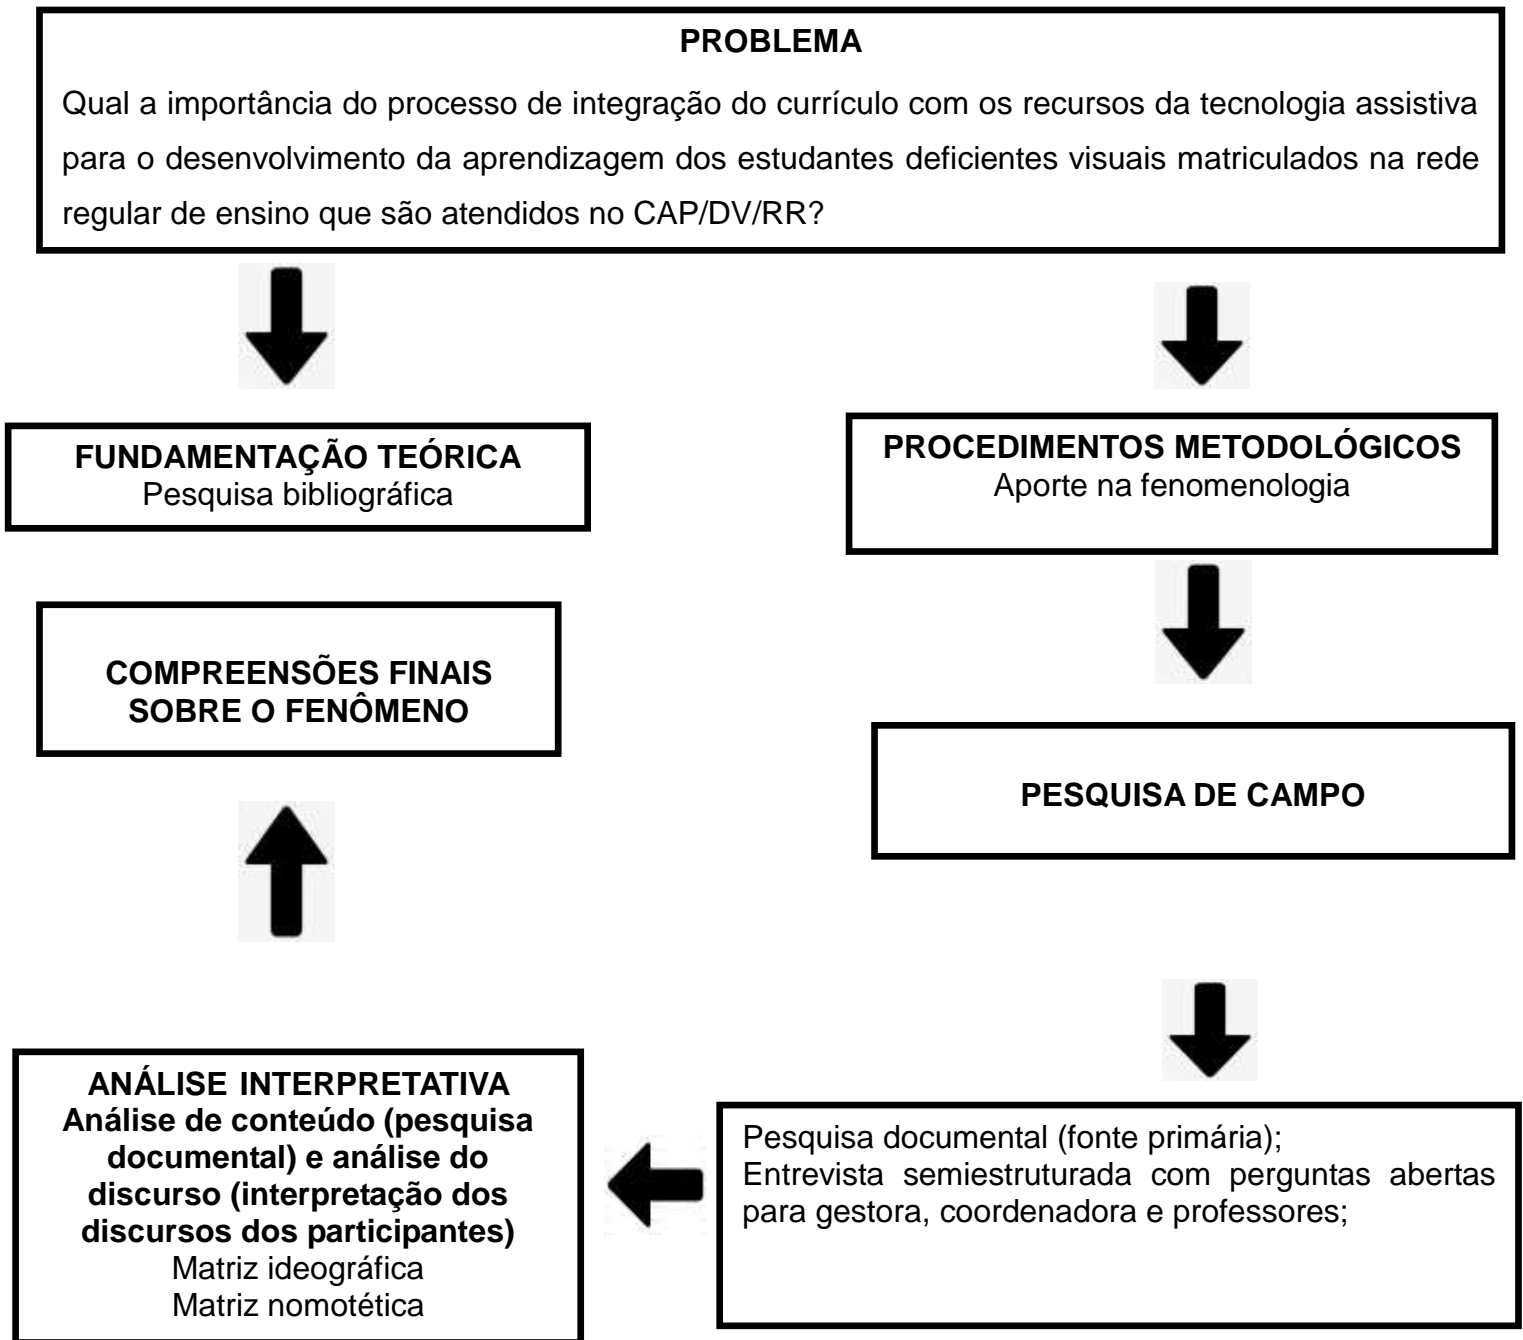 PROBLEMA
Qual a importância do processo de integração do currículo com os recursos da tecnologia assistiva
para o desenvolvimento da aprendizagem dos estudantes deficientes visuais matriculados na rede
regular de ensino que são atendidos no CAP/DV/RR?
FUNDAMENTAÇÃO TEÓRICA
Pesquisa bibliográfica
PROCEDIMENTOS METODOLÓGICOS
Aporte na fenomenologia
COMPREENSÕES FINAIS
SOBRE O FENÔMENO
PESQUISA DE CAMPO
ANÁLISE INTERPRETATIVA
Análise de conteúdo (pesquisa
documental) e análise do
discurso (interpretação dos
discursos dos participantes)
Matriz ideográfica
Matriz nomotética
Pesquisa documental (fonte primária);
Entrevista semiestruturada com perguntas abertas
para gestora, coordenadora e professores;